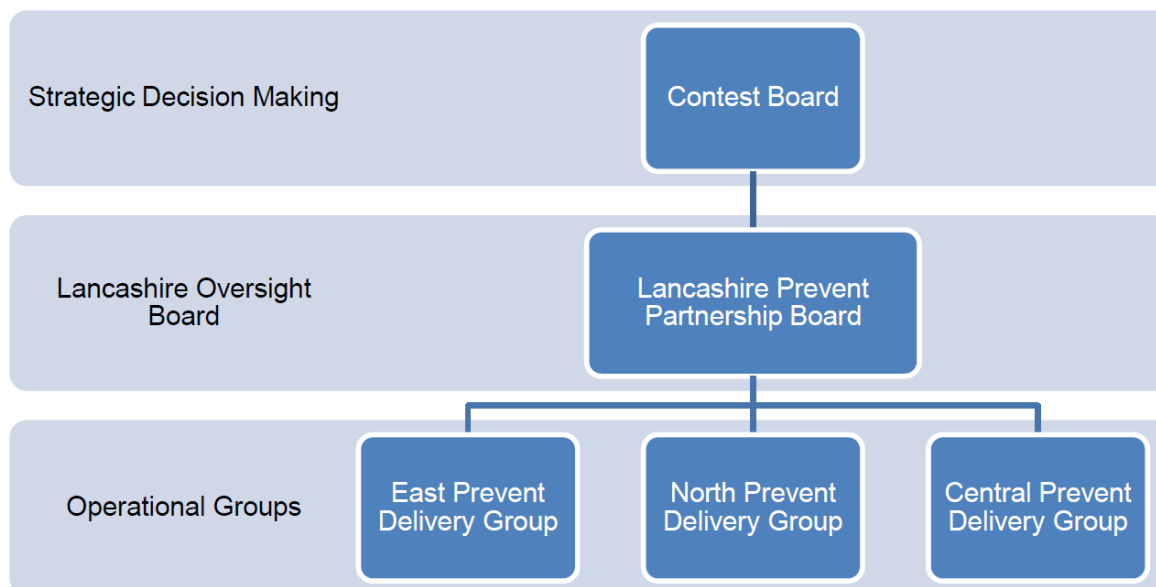 Strategic Decision Making
Contest Board
Lancashire Oversight
Board
Lancashire Prevent
Partnership Board
Operational Groups
East Prevent
Delivery Group
North Prevent
Delivery Group
Central Prevent
Delivery Group